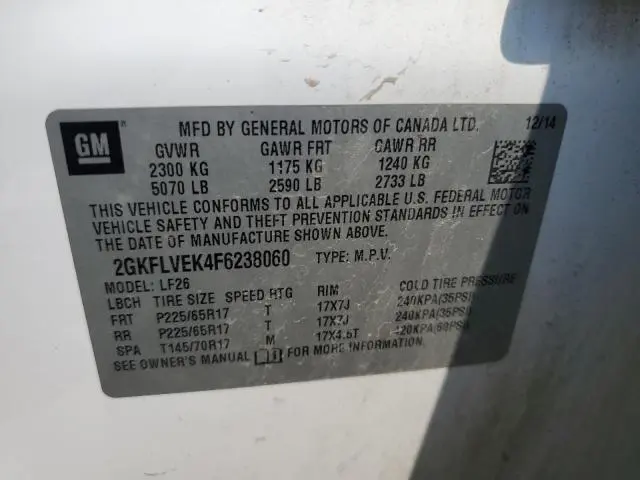 GM
MFD BY GENERAL MOTORS OF CANADA LTD. 12/14
GVWR GAWR FRT GAWR RR
2300 KG 1175 KG 1240 KG
5070 LB 2590 LB 2733 LB
THIS VEHICLE CONFORMS TO ALL APPLICABLE U.S. FEDERAL MOTOR
VEHICLE SAFETY AND THEFT PREVENTION STANDARDS IN EFFECT ON
THE DATE OF MANUFACTURE SHOWN ABOVE.
2GKFLVEK4F6238060 TYPE: M.P.V.
MODEL: LF26
LBCH TIRE SIZE SPEED RTG RIM COLD TIRE PRESSURE
FRT P225/65R17 T 17X7J 240KPA(35PSI)
RR P225/65R17 T 17X7J 240KPA(35PSI)
SPA T145/70R17 M 17X4.5T 420KPA(60PSI)
SEE OWNER'S MANUAL FOR MORE INFORMATION.